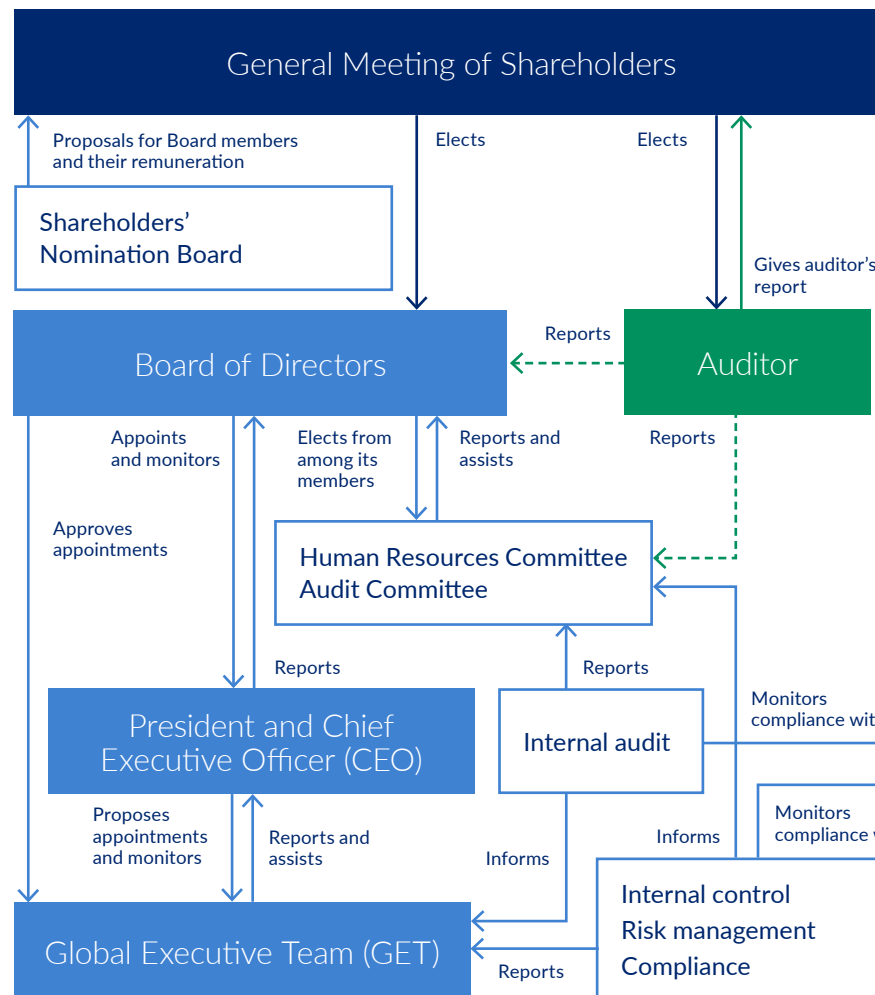 General Meeting of Shareholders
Proposals for Board members
and their remuneration
Elects
Elects
Shareholders’
Nomination Board
Gives auditor’s
report
Board of Directors
Reports
Auditor
Appoints
and monitors
Elects from
among its
members
Reports and
assists
Reports
Approves
appointments
Human Resources Committee
Audit Committee
Reports
Reports
President and Chief
Executive Officer (CEO)
Internal audit
Monitors
compliance wit
Proposes
appointments
and monitors
Reports and
assists
Informs
Informs
Monitors
compliance
Global Executive Team (GET)
Reports
Internal control
Risk management
Compliance